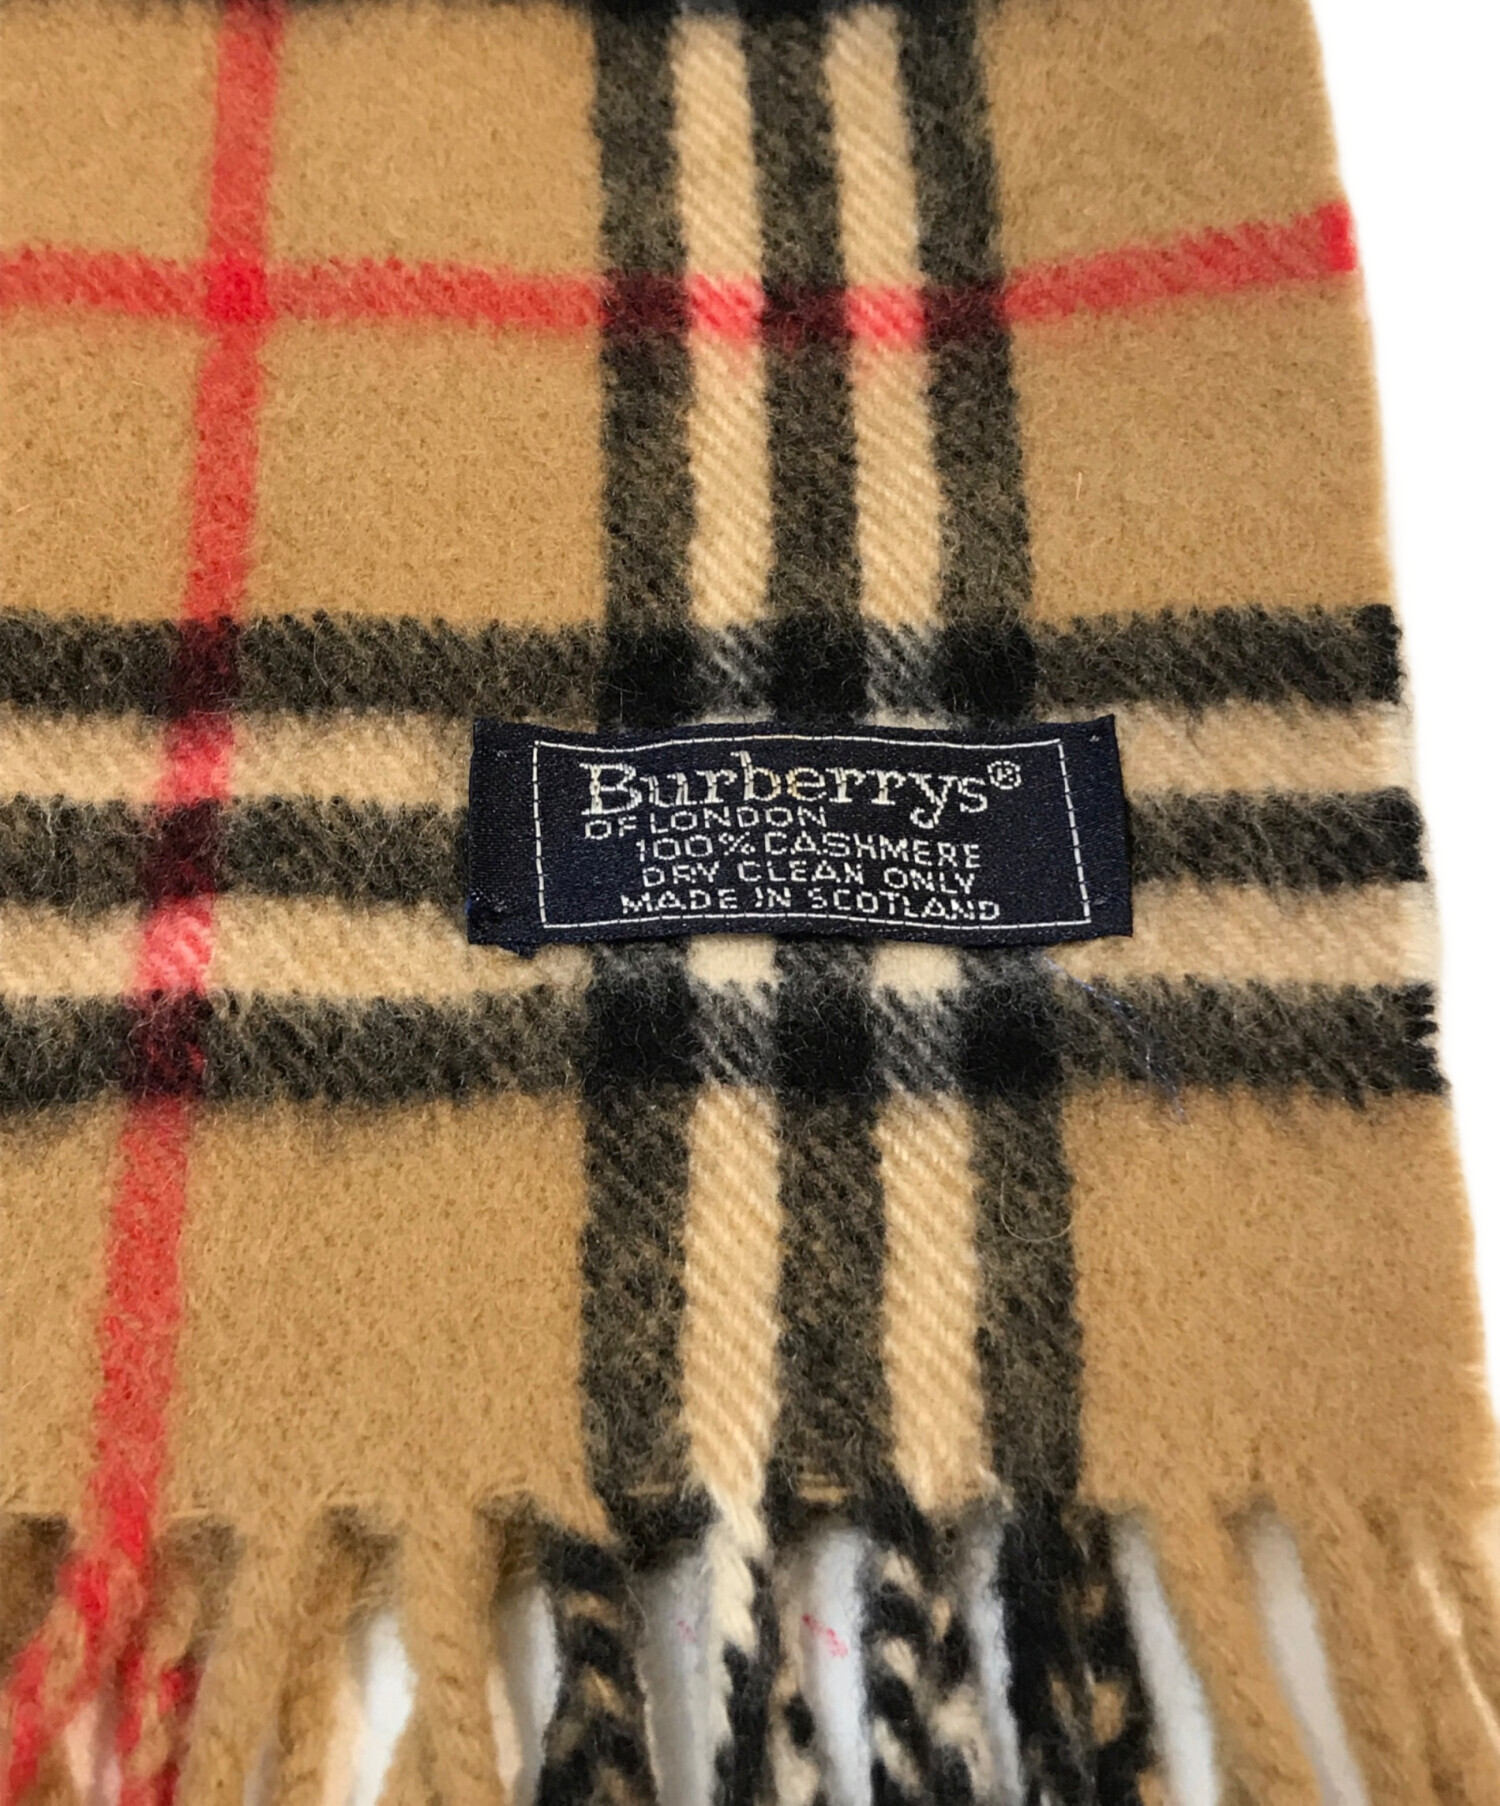 Burberrys®
OF LONDON
100% CASHMERE
DRY CLEAN ONLY
MADE IN SCOTLAND